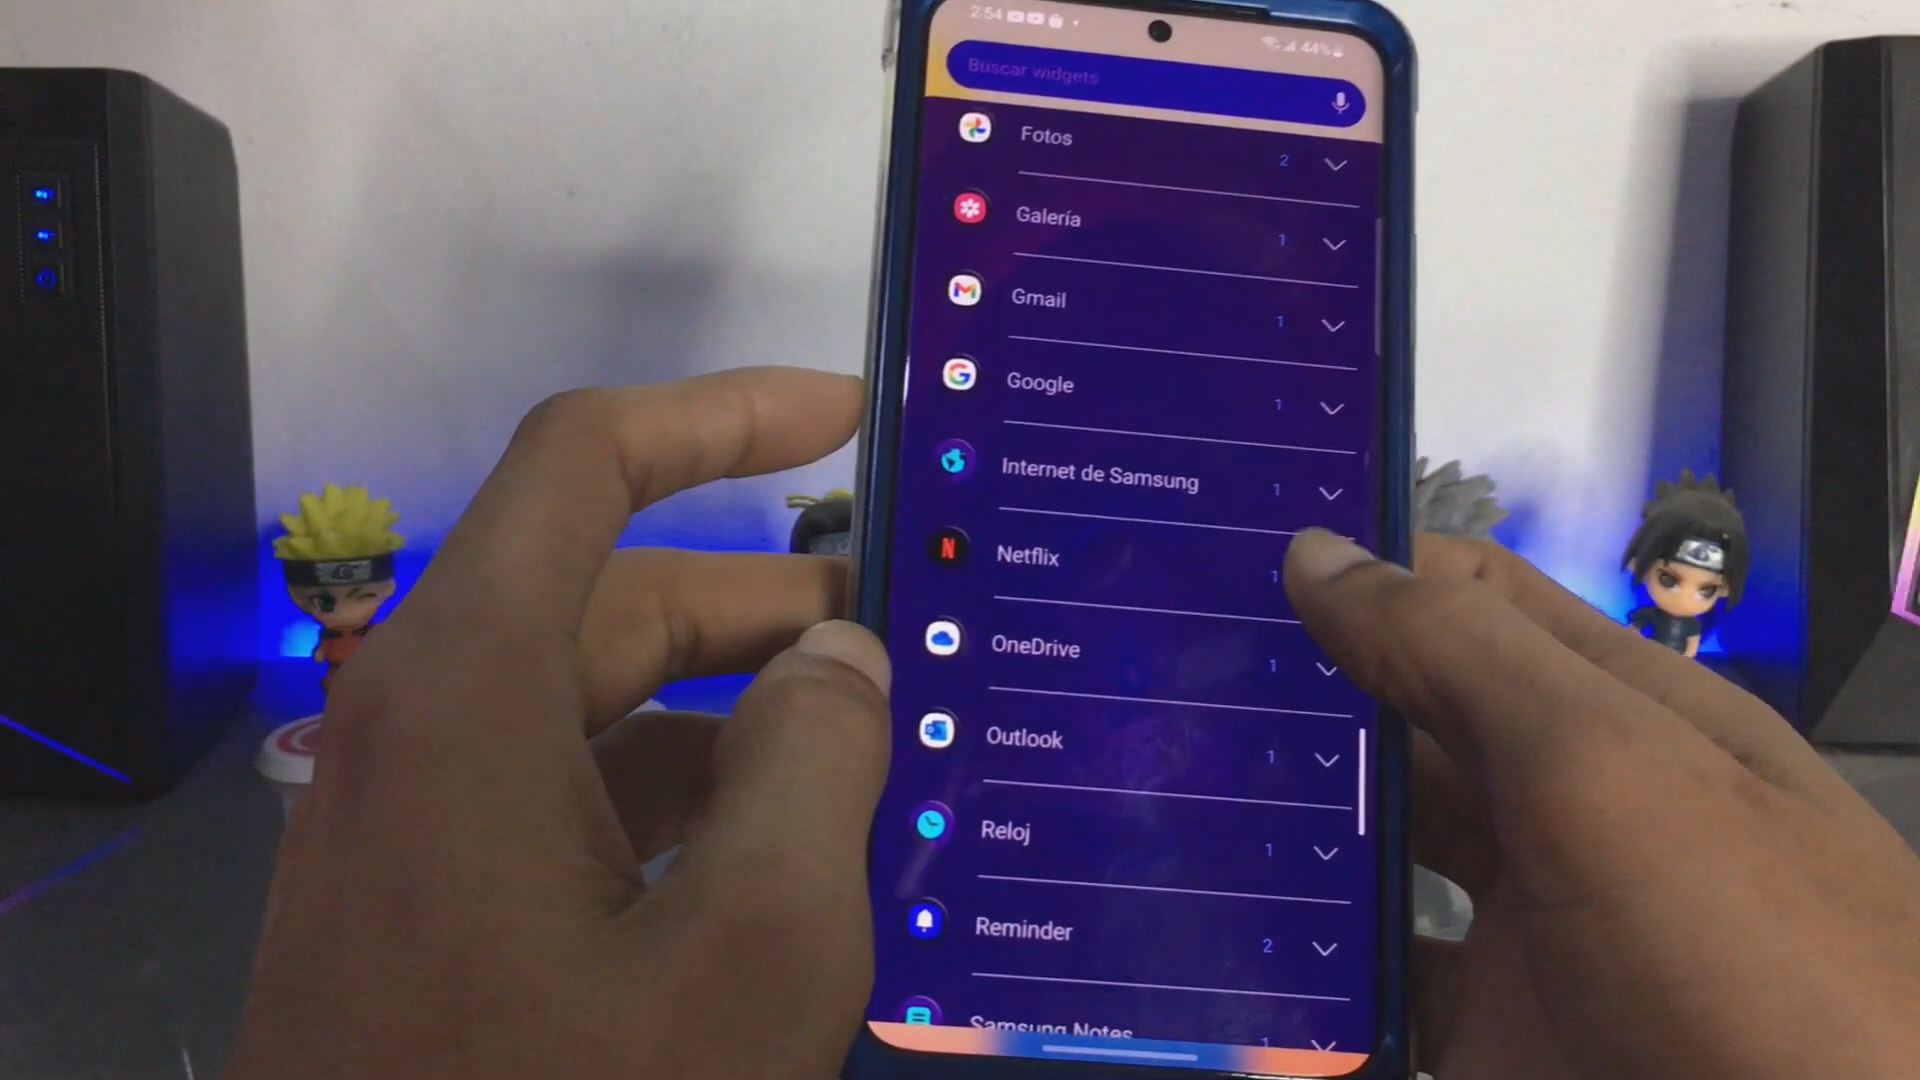 2:54
44%
Buscar widgets
Fotos
2
Galería
1
Gmail
1
Google
1
Internet de Samsung
1
Netflix
1
OneDrive
1
Outlook
1
Reloj
1
Reminder
2
Samsung Notes
1